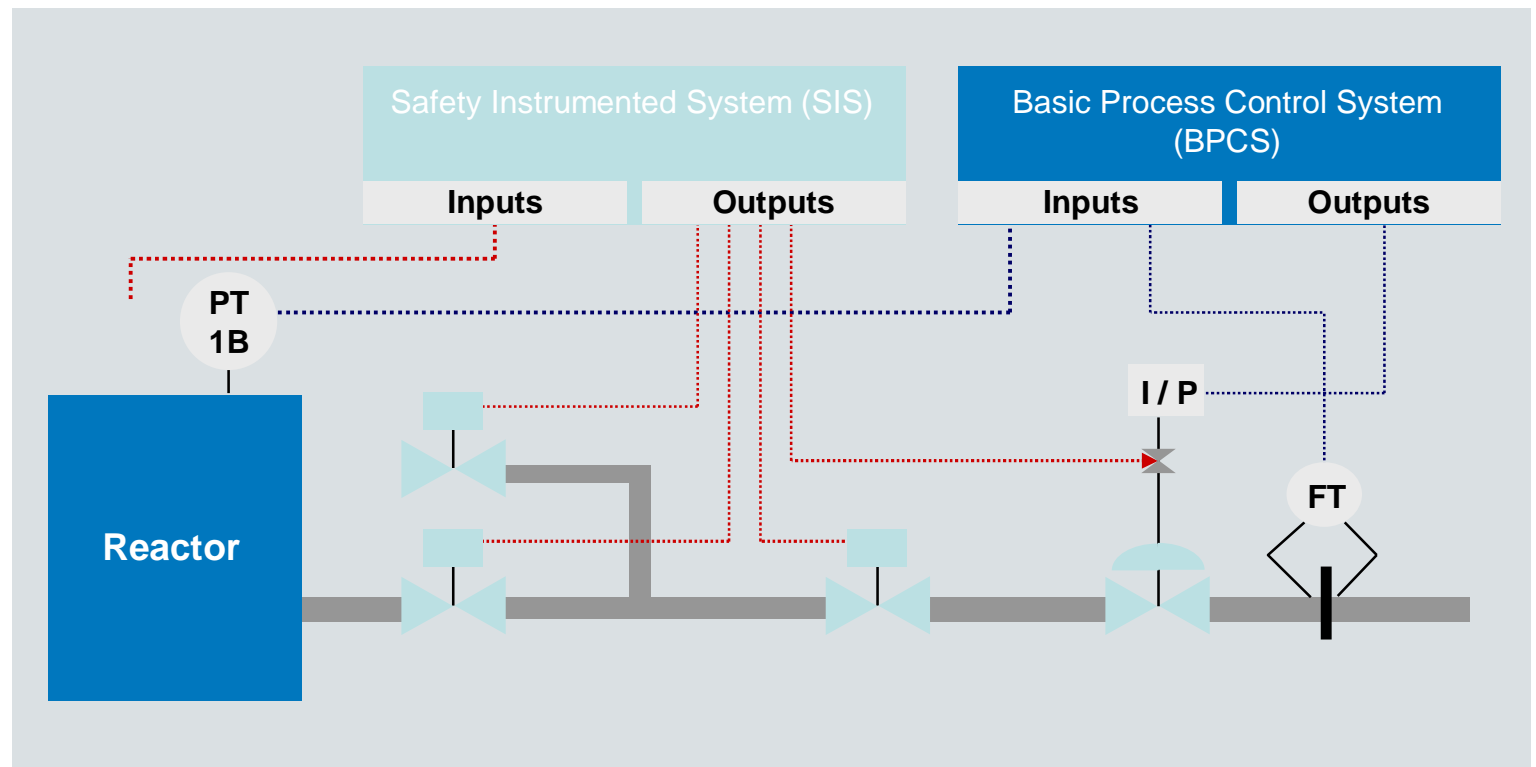 Safety Instrumented System (SIS)
Basic Process Control System
(BPCS)
Inputs
Outputs
Inputs
Outputs
PT
1B
I / P
FT
Reactor